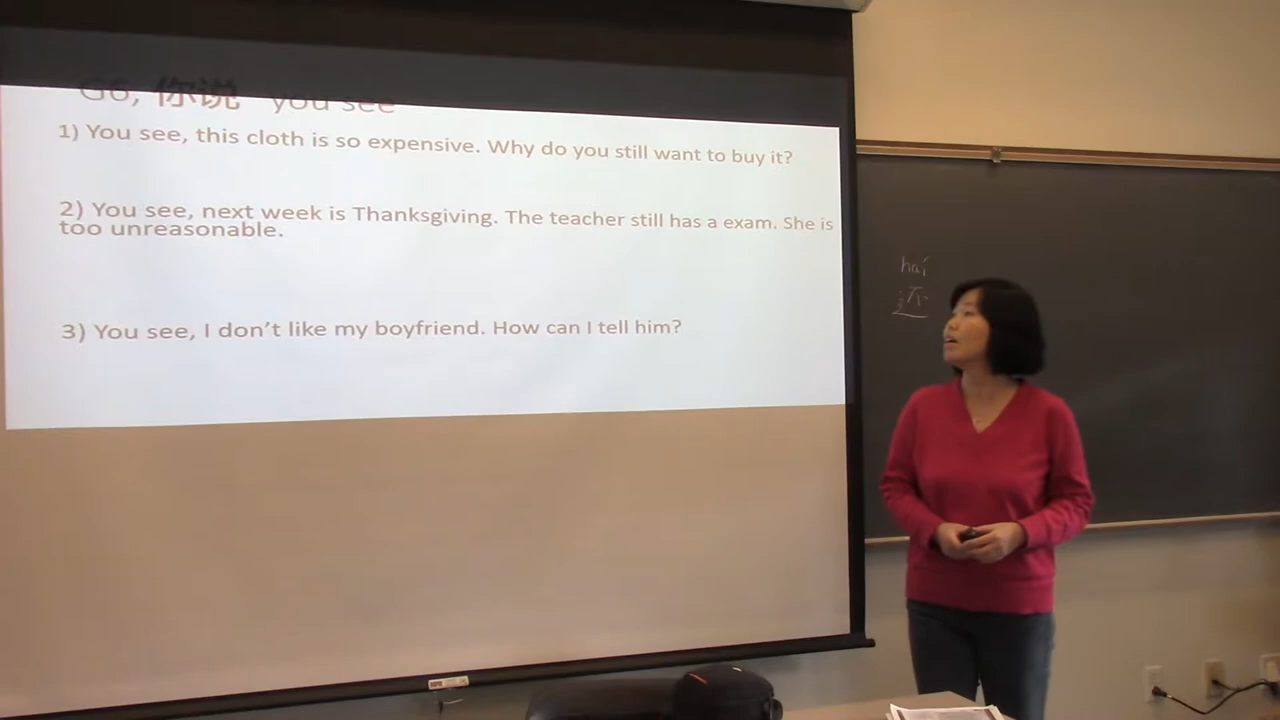 G6, 你说 you see
1) You see, this cloth is so expensive. Why do you still want to buy it?
2) You see, next week is Thanksgiving. The teacher still has a exam. She is
too unreasonable.
3) You see, I don't like my boyfriend. How can I tell him?
hái
还